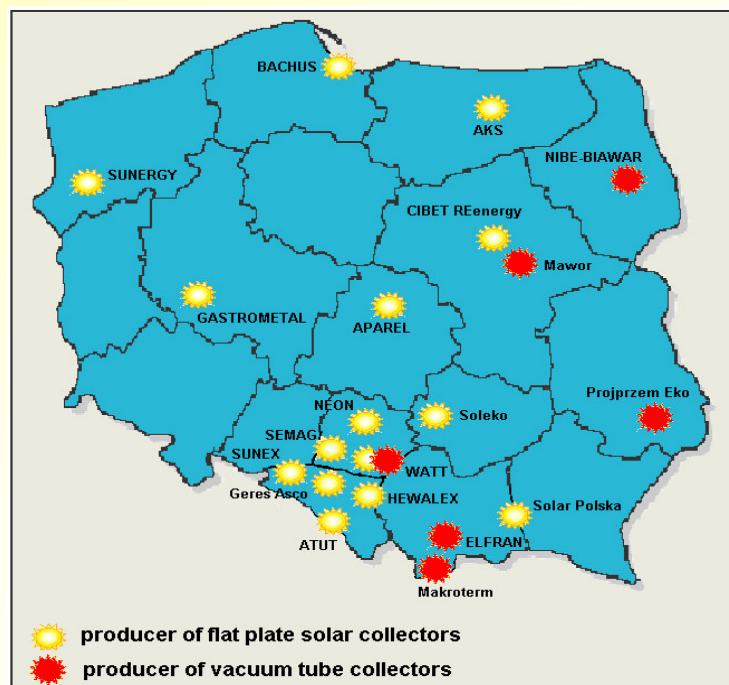 BACHUS
AKS
NIBE-BIAWAR
SUNERGY
CIBET REenergy
Mawor
GASTROMETAL
APAREL
Projprzem Eko
NEON
Soleko
SEMAG
SUNEX
WATT
Geres Asco
HEWALEX
Solar Polska
ATUT
ELFRAN
Makroterm
producer of flat plate solar collectors
producer of vacuum tube collectors